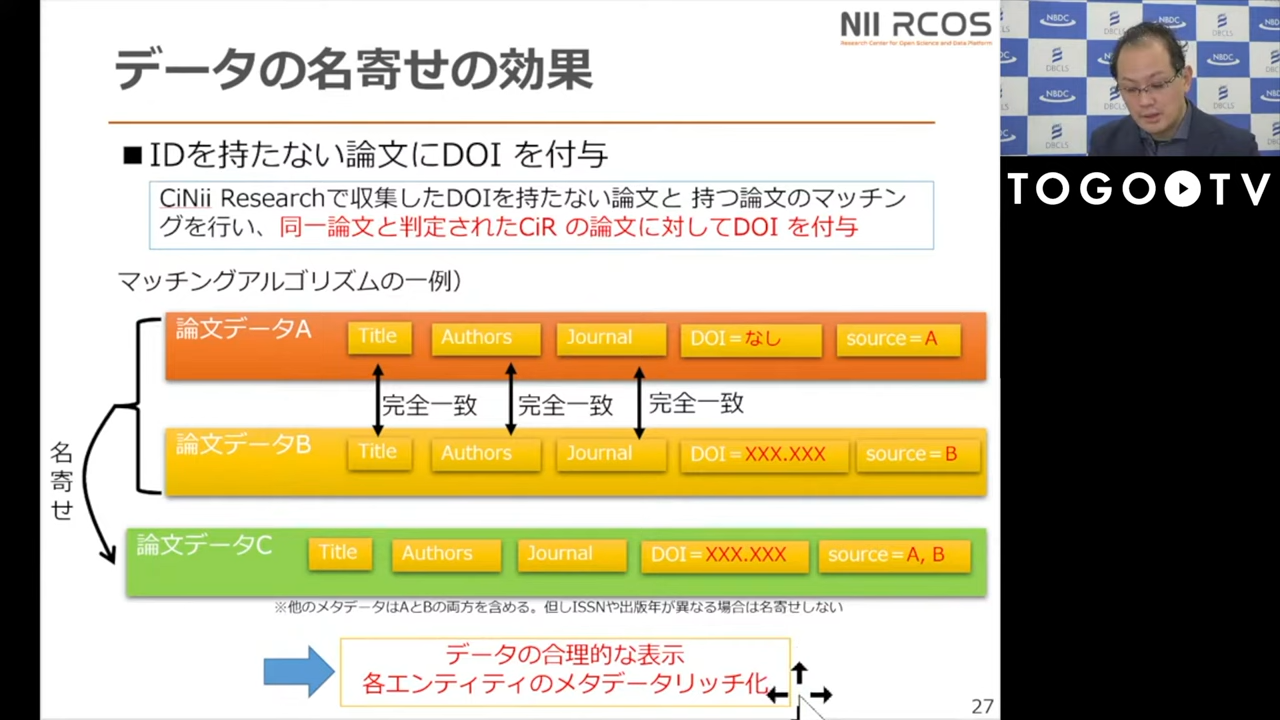 NII RCOS
Research Center for Open Science and Data Platform
データの名寄せの効果
■IDを持たない論文にDOI を付与
CiNii Researchで収集したDOIを持たない論文と 持つ論文のマッチン
グを行い、同一論文と判定されたCiR の論文に対してDOI を付与
マッチングアルゴリズムの一例）
論文データA Title Authors Journal DOI＝なし source＝A
完全一致 完全一致 完全一致
論文データB Title Authors Journal DOI＝XXX.XXX source＝B
名寄せ
論文データC Title Authors Journal DOI＝XXX.XXX source＝A, B
※他のメタデータはAとBの両方を含める。但しISSNや出版年が異なる場合は名寄せしない
データの合理的な表示
各エンティティのメタデータリッチ化
27
NBDC
DBCLS
TOGO TV